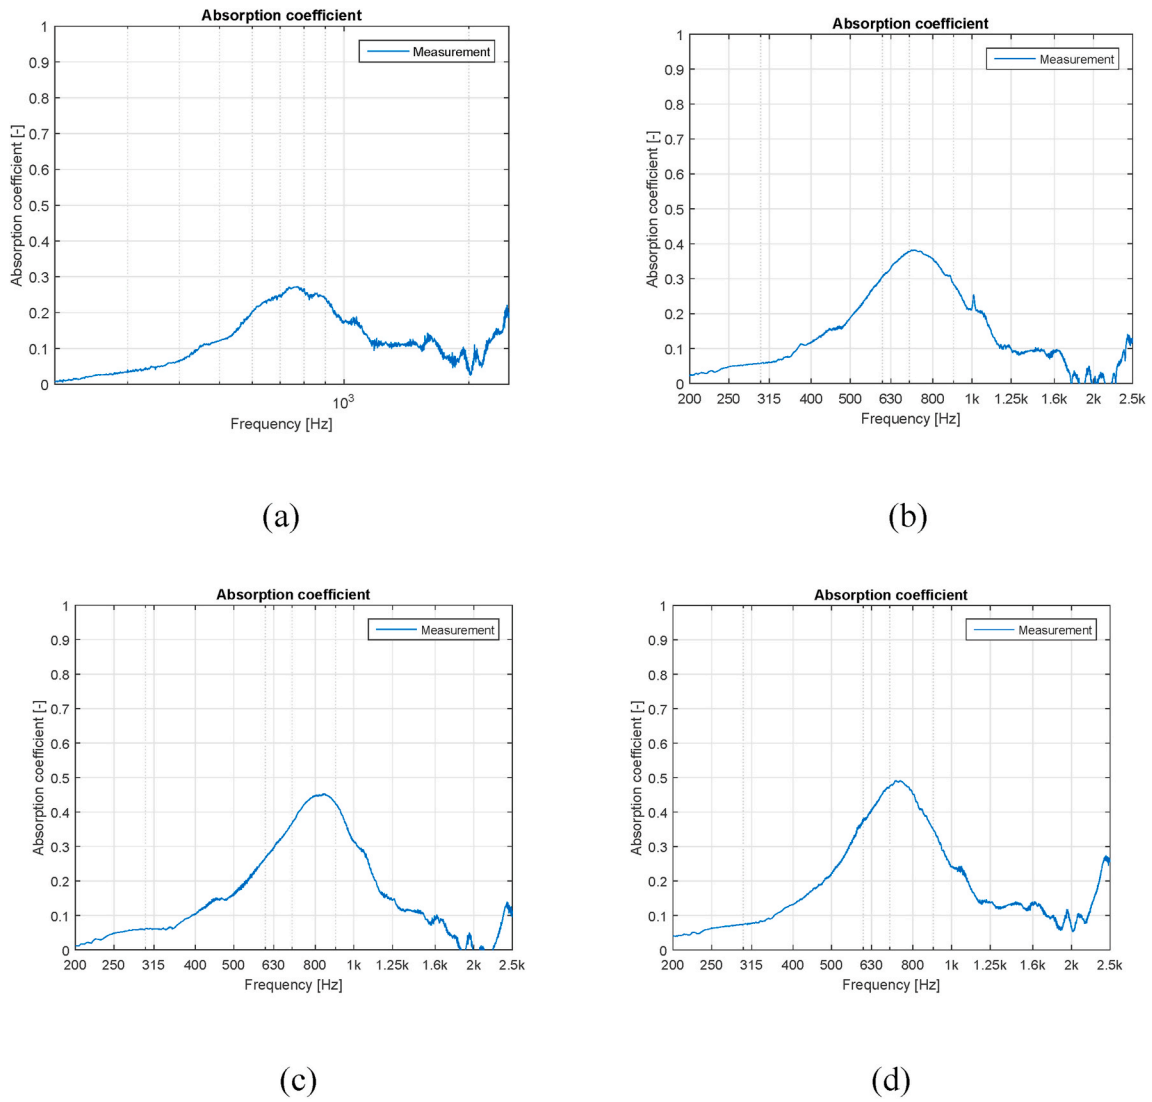 Absorption coefficient
Measurement
Absorption coefficient [-]
1
0.9
0.8
0.7
0.6
0.5
0.4
0.3
0.2
0.1
0
10³
Frequency [Hz]
(a)
Absorption coefficient
Measurement
Absorption coefficient [-]
1
0.9
0.8
0.7
0.6
0.5
0.4
0.3
0.2
0.1
0
200 250 315 400 500 630 800 1k 1.25k 1.6k 2k 2.5k
Frequency [Hz]
(b)
Absorption coefficient
Measurement
Absorption coefficient [-]
1
0.9
0.8
0.7
0.6
0.5
0.4
0.3
0.2
0.1
0
200 250 315 400 500 630 800 1k 1.25k 1.6k 2k 2.5k
Frequency [Hz]
(c)
Absorption coefficient
Measurement
Absorption coefficient [-]
1
0.9
0.8
0.7
0.6
0.5
0.4
0.3
0.2
0.1
0
200 250 315 400 500 630 800 1k 1.25k 1.6k 2k 2.5k
Frequency [Hz]
(d)